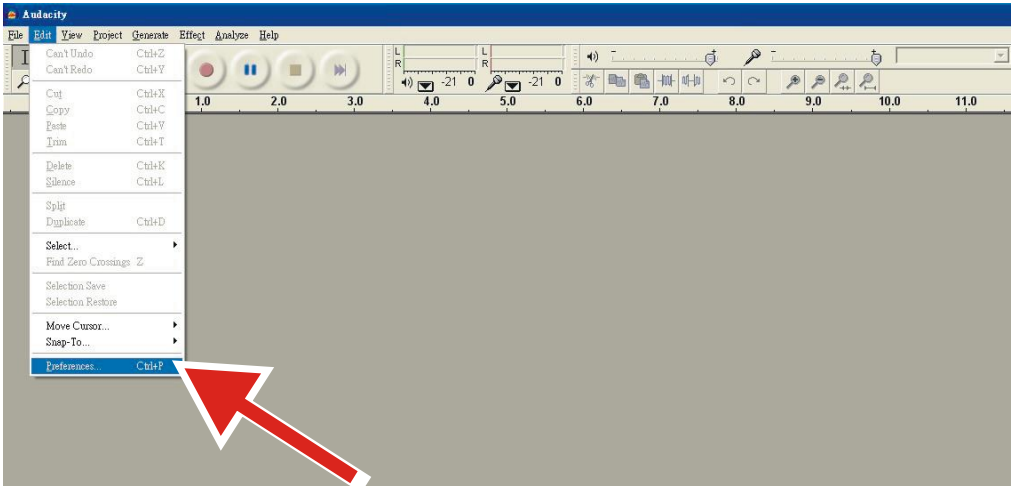 Audacity
File Edit View Project Generate Effect Analyze Help
Can't Undo Ctrl+Z
Can't Redo Ctrl+Y
Cut Ctrl+X
Copy Ctrl+C
Paste Ctrl+V
Trim Ctrl+T
Delete Ctrl+K
Silence Ctrl+L
Split
Duplicate Ctrl+D
Select...
Find Zero Crossings Z
Selection Save
Selection Restore
Move Cursor...
Snap-To...
Preferences... Ctrl+P
L
R
-21 0
L
R
-21 0
1.0 2.0 3.0 4.0 5.0 6.0 7.0 8.0 9.0 10.0 11.0